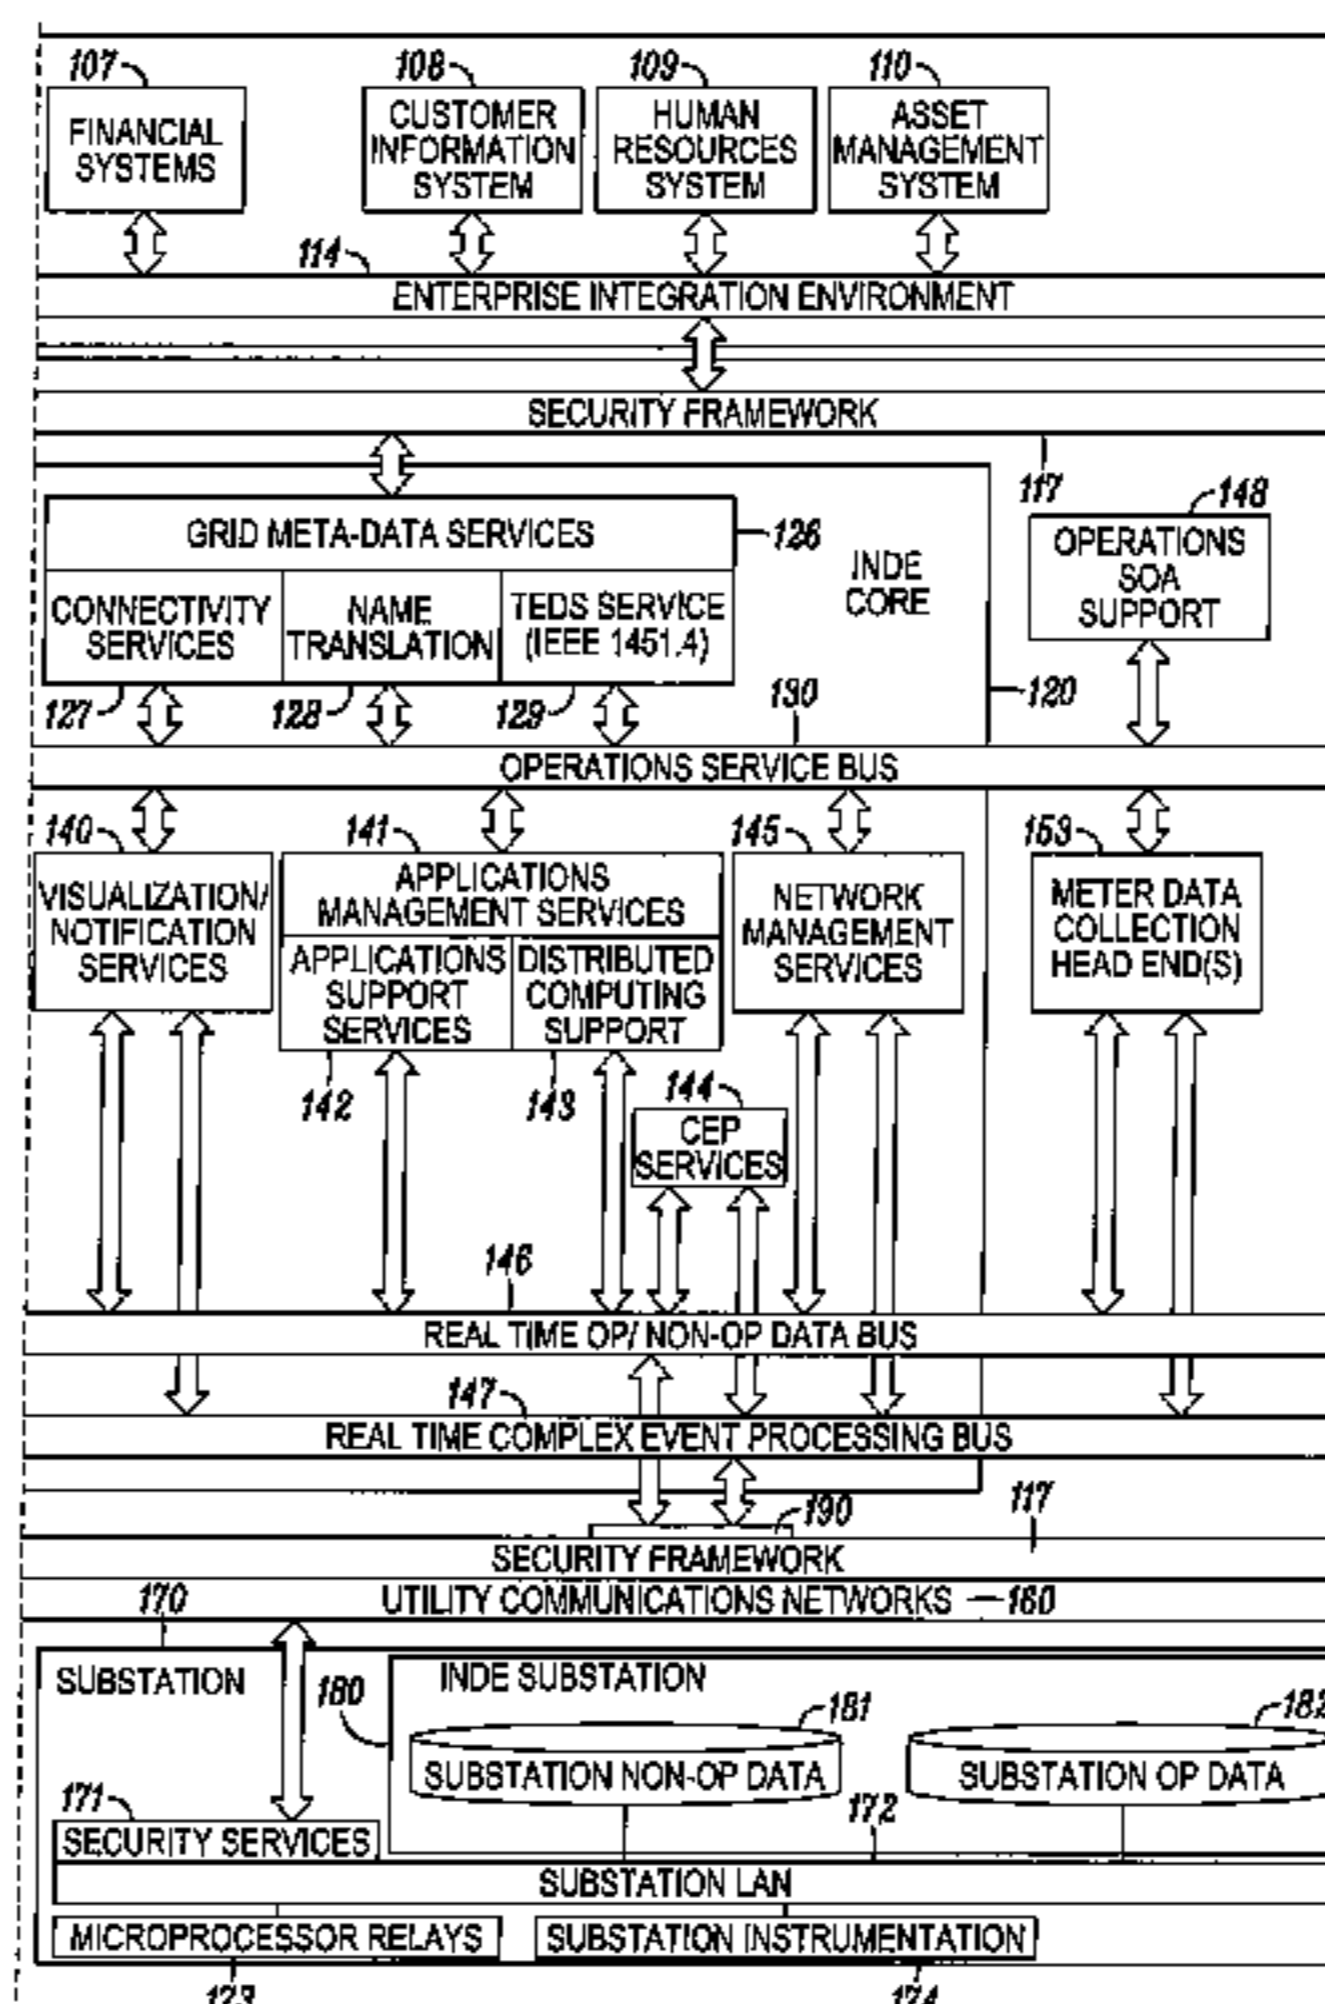 107 108 109 110
FINANCIAL
SYSTEMS
CUSTOMER
INFORMATION
SYSTEM
HUMAN
RESOURCES
SYSTEM
ASSET
MANAGEMENT
SYSTEM
114
ENTERPRISE INTEGRATION ENVIRONMENT
SECURITY FRAMEWORK
117
148
GRID META-DATA SERVICES
126
INDE
CORE
OPERATIONS
SOA
SUPPORT
CONNECTIVITY
SERVICES
NAME
TRANSLATION
TEDS SERVICE
(IEEE 1451.4)
127 128 129 130 120
OPERATIONS SERVICE BUS
140 141 145 153
VISUALIZATION/
NOTIFICATION
SERVICES
APPLICATIONS
MANAGEMENT SERVICES
APPLICATIONS
SUPPORT
SERVICES
DISTRIBUTED
COMPUTING
SUPPORT
NETWORK
MANAGEMENT
SERVICES
METER DATA
COLLECTION
HEAD END(S)
142 143 144
CEP
SERVICES
146
REAL TIME OP/ NON-OP DATA BUS
147
REAL TIME COMPLEX EVENT PROCESSING BUS
190 117
SECURITY FRAMEWORK
170
UTILITY COMMUNICATIONS NETWORKS 160
SUBSTATION
180
INDE SUBSTATION
181 182
SUBSTATION NON-OP DATA
SUBSTATION OP DATA
171 172
SECURITY SERVICES
SUBSTATION LAN
MICROPROCESSOR RELAYS
SUBSTATION INSTRUMENTATION